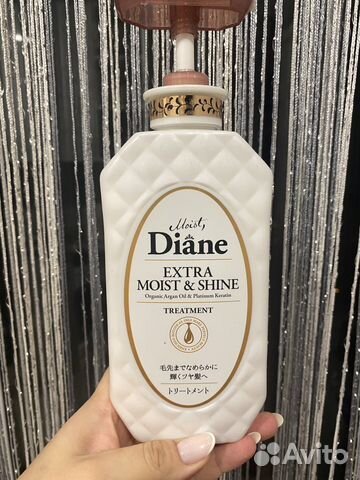 Moist,
Diane
EXTRA
MOIST & SHINE
Organic Argan Oil & Platinum Keratin
TREATMENT
毛先までなめらかに
輝くツヤ髪へ
トリートメント
Avito